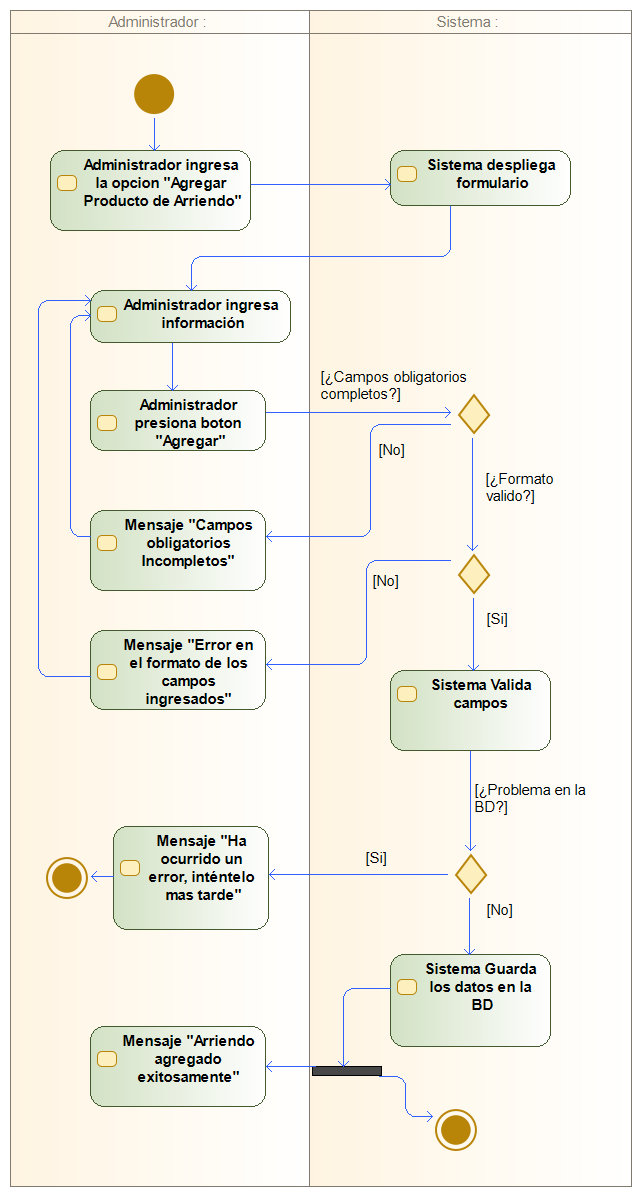 Administrador :
Sistema :
Administrador ingresa
la opcion "Agregar
Producto de Arriendo"
Sistema despliega
formulario
Administrador ingresa
información
[¿Campos obligatorios
completos?]
Administrador
presiona boton
"Agregar"
[No]
[¿Formato
valido?]
Mensaje "Campos
obligatorios
Incompletos"
[No]
[Si]
Mensaje "Error en
el formato de los
campos
ingresados"
Sistema Valida
campos
[¿Problema en la
BD?]
Mensaje "Ha
ocurrido un
error, inténtelo
mas tarde"
[Si]
[No]
Sistema Guarda
los datos en la
BD
Mensaje "Arriendo
agregado
exitosamente"